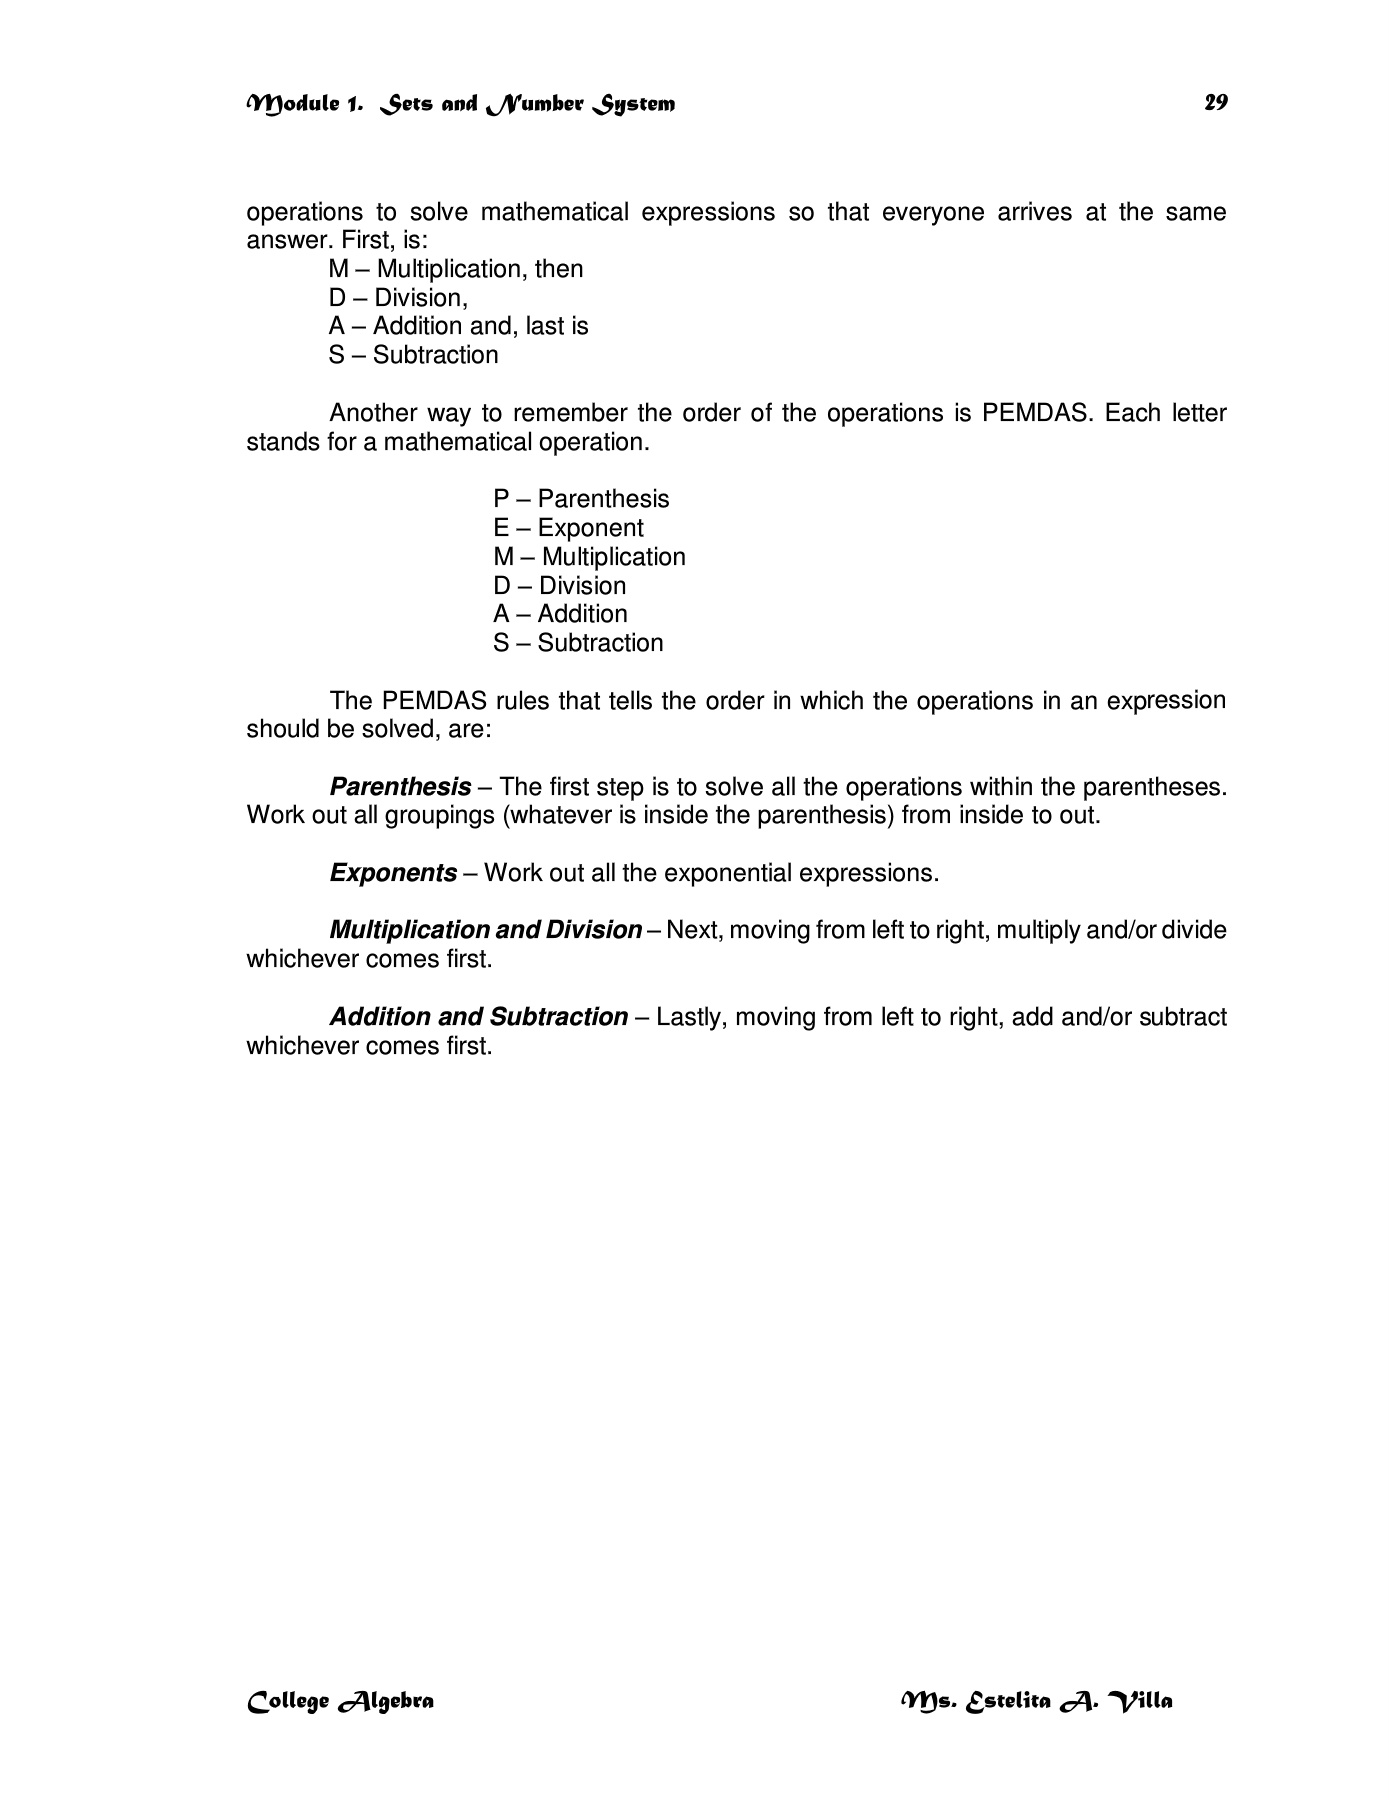 Module 1. Sets and Number System 29
operations to solve mathematical expressions so that everyone arrives at the same
answer. First, is:
M – Multiplication, then
D – Division,
A – Addition and, last is
S – Subtraction
Another way to remember the order of the operations is PEMDAS. Each letter
stands for a mathematical operation.
P – Parenthesis
E – Exponent
M – Multiplication
D – Division
A – Addition
S – Subtraction
The PEMDAS rules that tells the order in which the operations in an expression
should be solved, are:
Parenthesis – The first step is to solve all the operations within the parentheses.
Work out all groupings (whatever is inside the parenthesis) from inside to out.
Exponents – Work out all the exponential expressions.
Multiplication and Division – Next, moving from left to right, multiply and/or divide
whichever comes first.
Addition and Subtraction – Lastly, moving from left to right, add and/or subtract
whichever comes first.
College Algebra Ms. Estelita A. Villa